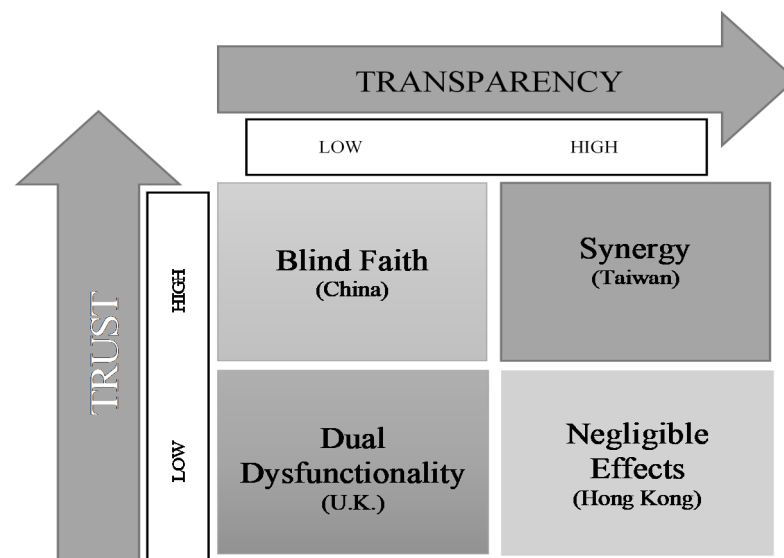 TRANSPARENCY
LOW HIGH
TRUST
HIGH
LOW
Blind Faith
(China)
Synergy
(Taiwan)
Dual
Dysfunctionality
(U.K.)
Negligible
Effects
(Hong Kong)